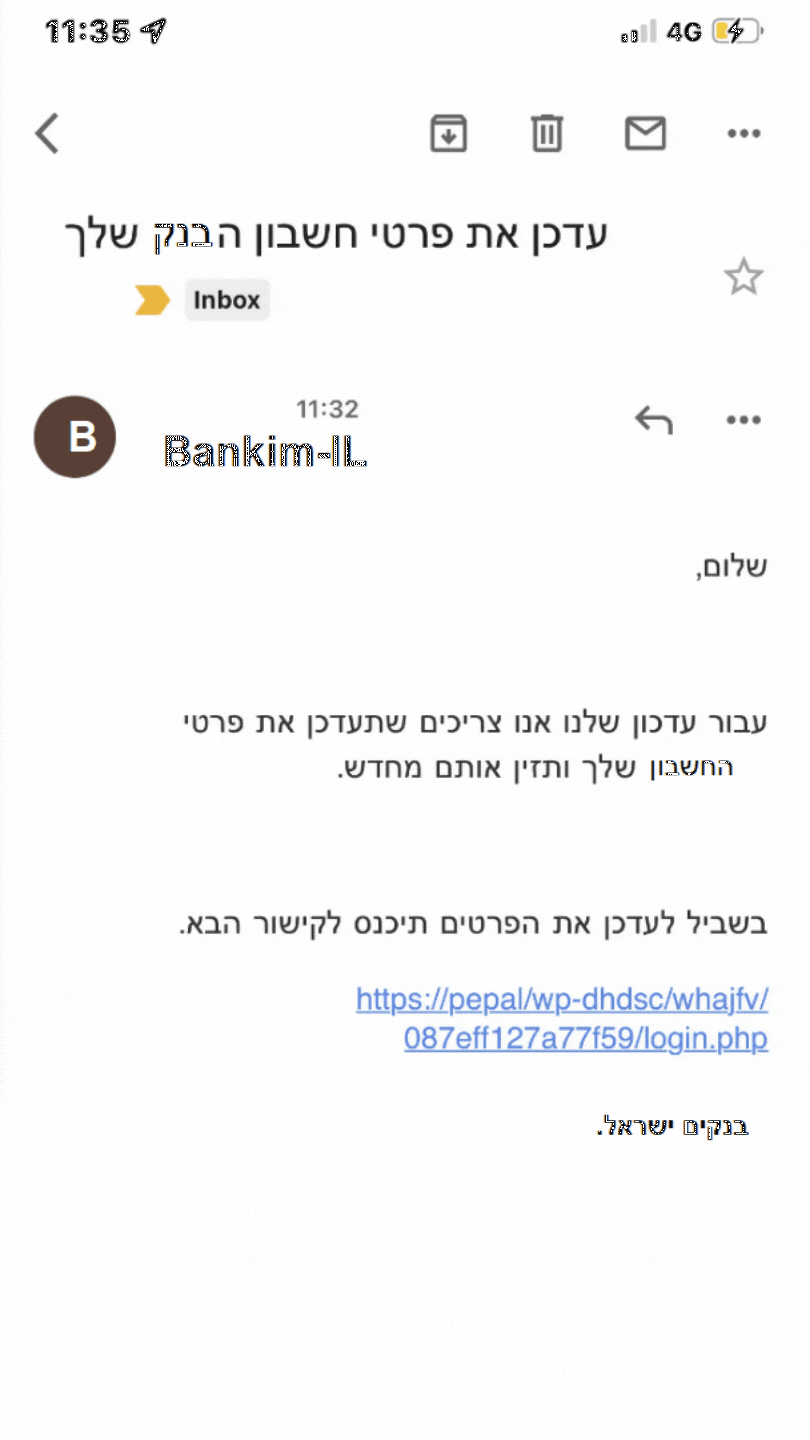 11:35
4G
עדכן את פרטי חשבון הבנק שלך
Inbox
11:32
B
Bankim-IL
שלום,
עבור עדכון שלנו אנו צריכים שתעדכן את פרטי
החשבון שלך ותזין אותם מחדש.
בשביל לעדכן את הפרטים תיכנס לקישור הבא.
https://pepal/wp-dhdsc/whajfv/
087eff127a77f59/login.php
בנקים ישראל.